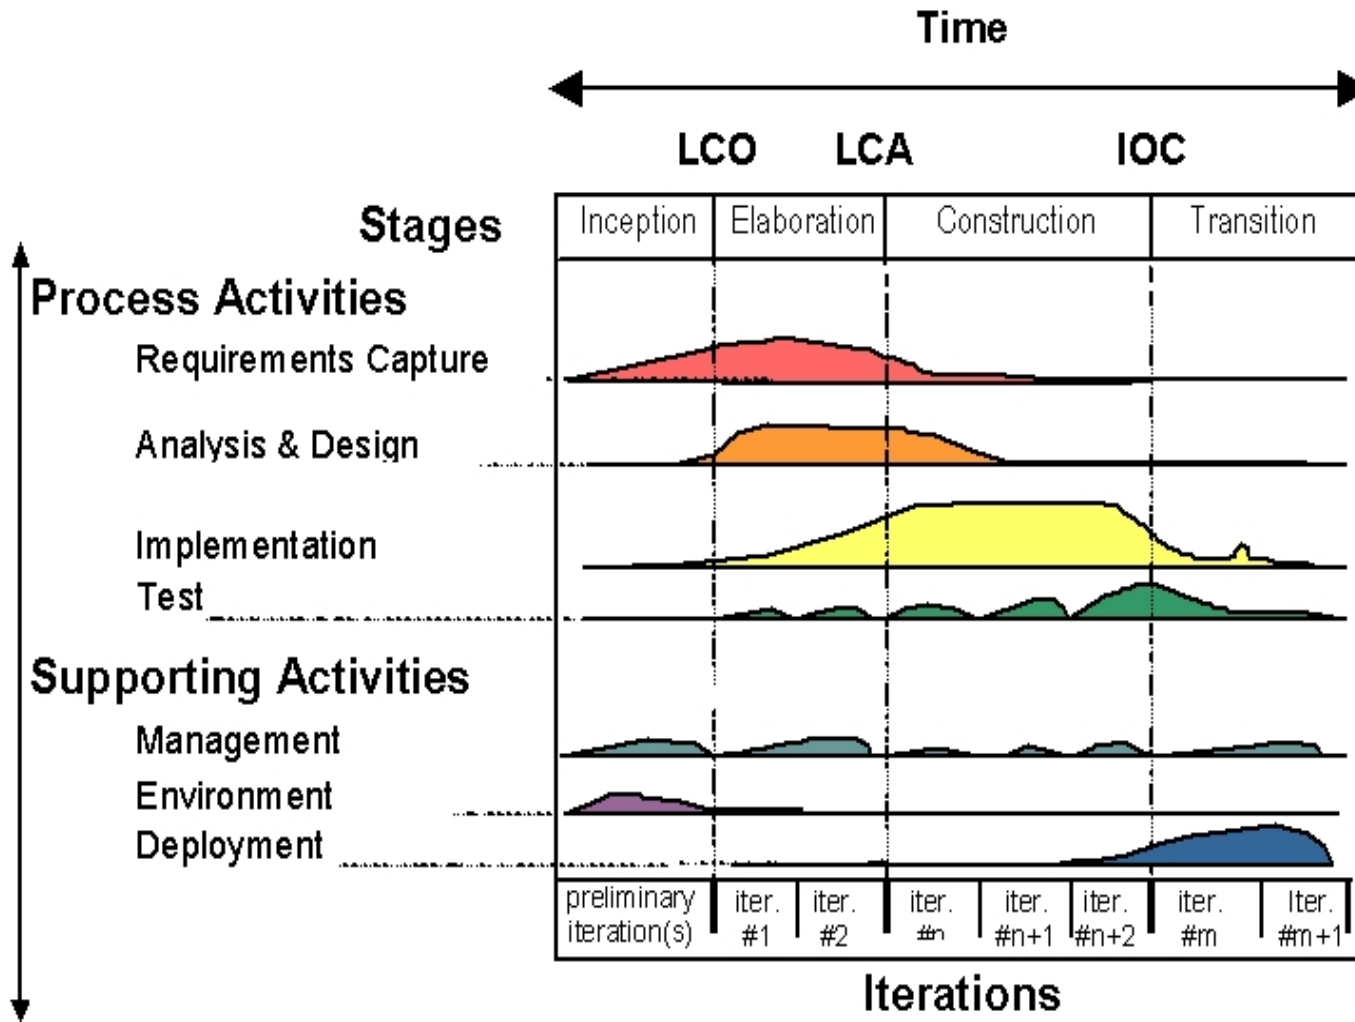 Time
LCO LCA IOC
Stages Inception Elaboration Construction Transition
Process Activities
Requirements Capture
Analysis & Design
Implementation
Test
Supporting Activities
Management
Environment
Deployment
preliminary iter. iter. iter. iter. iter. iter. Iter.
iteration(s) #1 #2 #n #n+1 #n+2 #m #m+1
Iterations